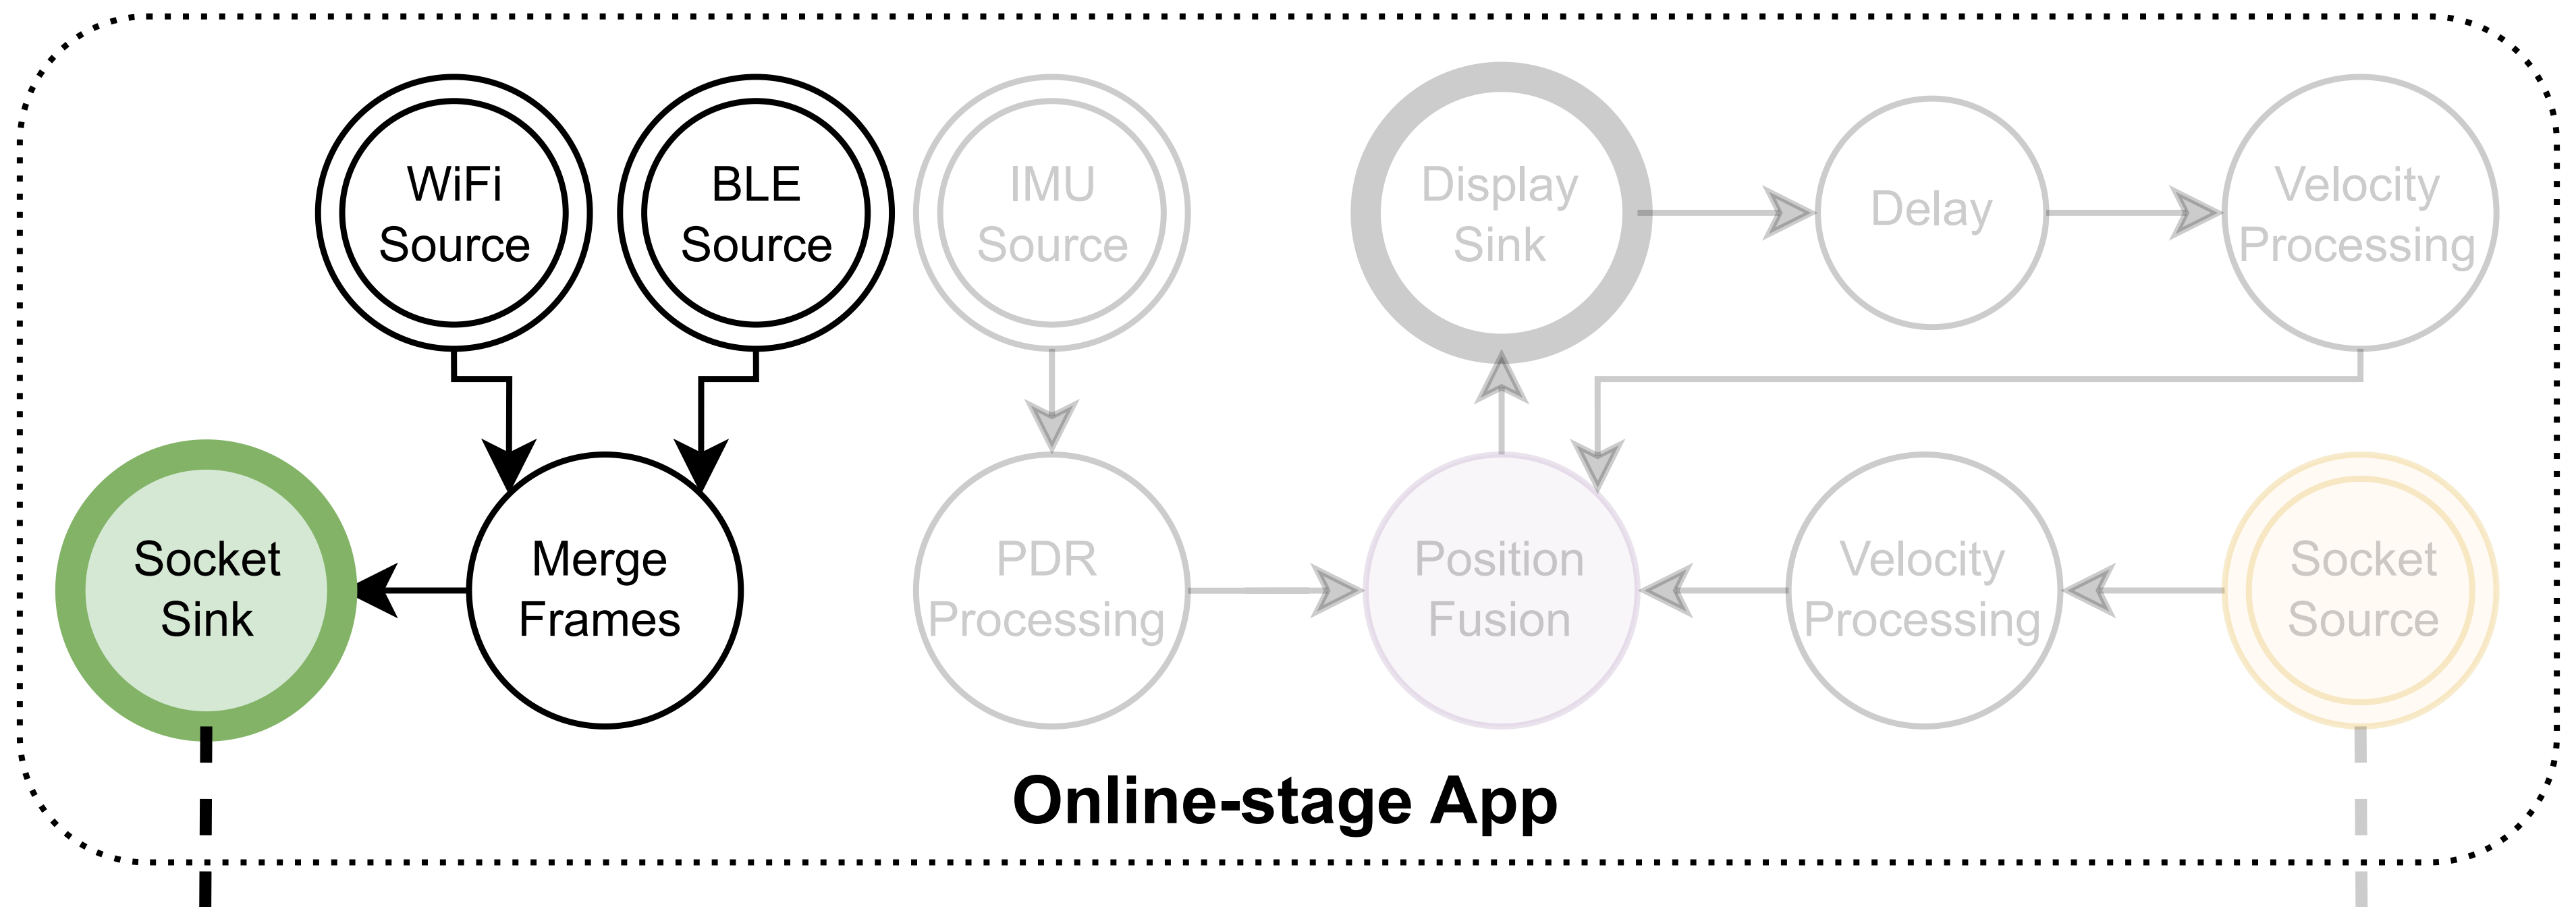 WiFi
Source
BLE
Source
IMU
Source
Display
Sink
Delay
Velocity
Processing
Socket
Sink
Merge
Frames
PDR
Processing
Position
Fusion
Velocity
Processing
Socket
Source
Online-stage App